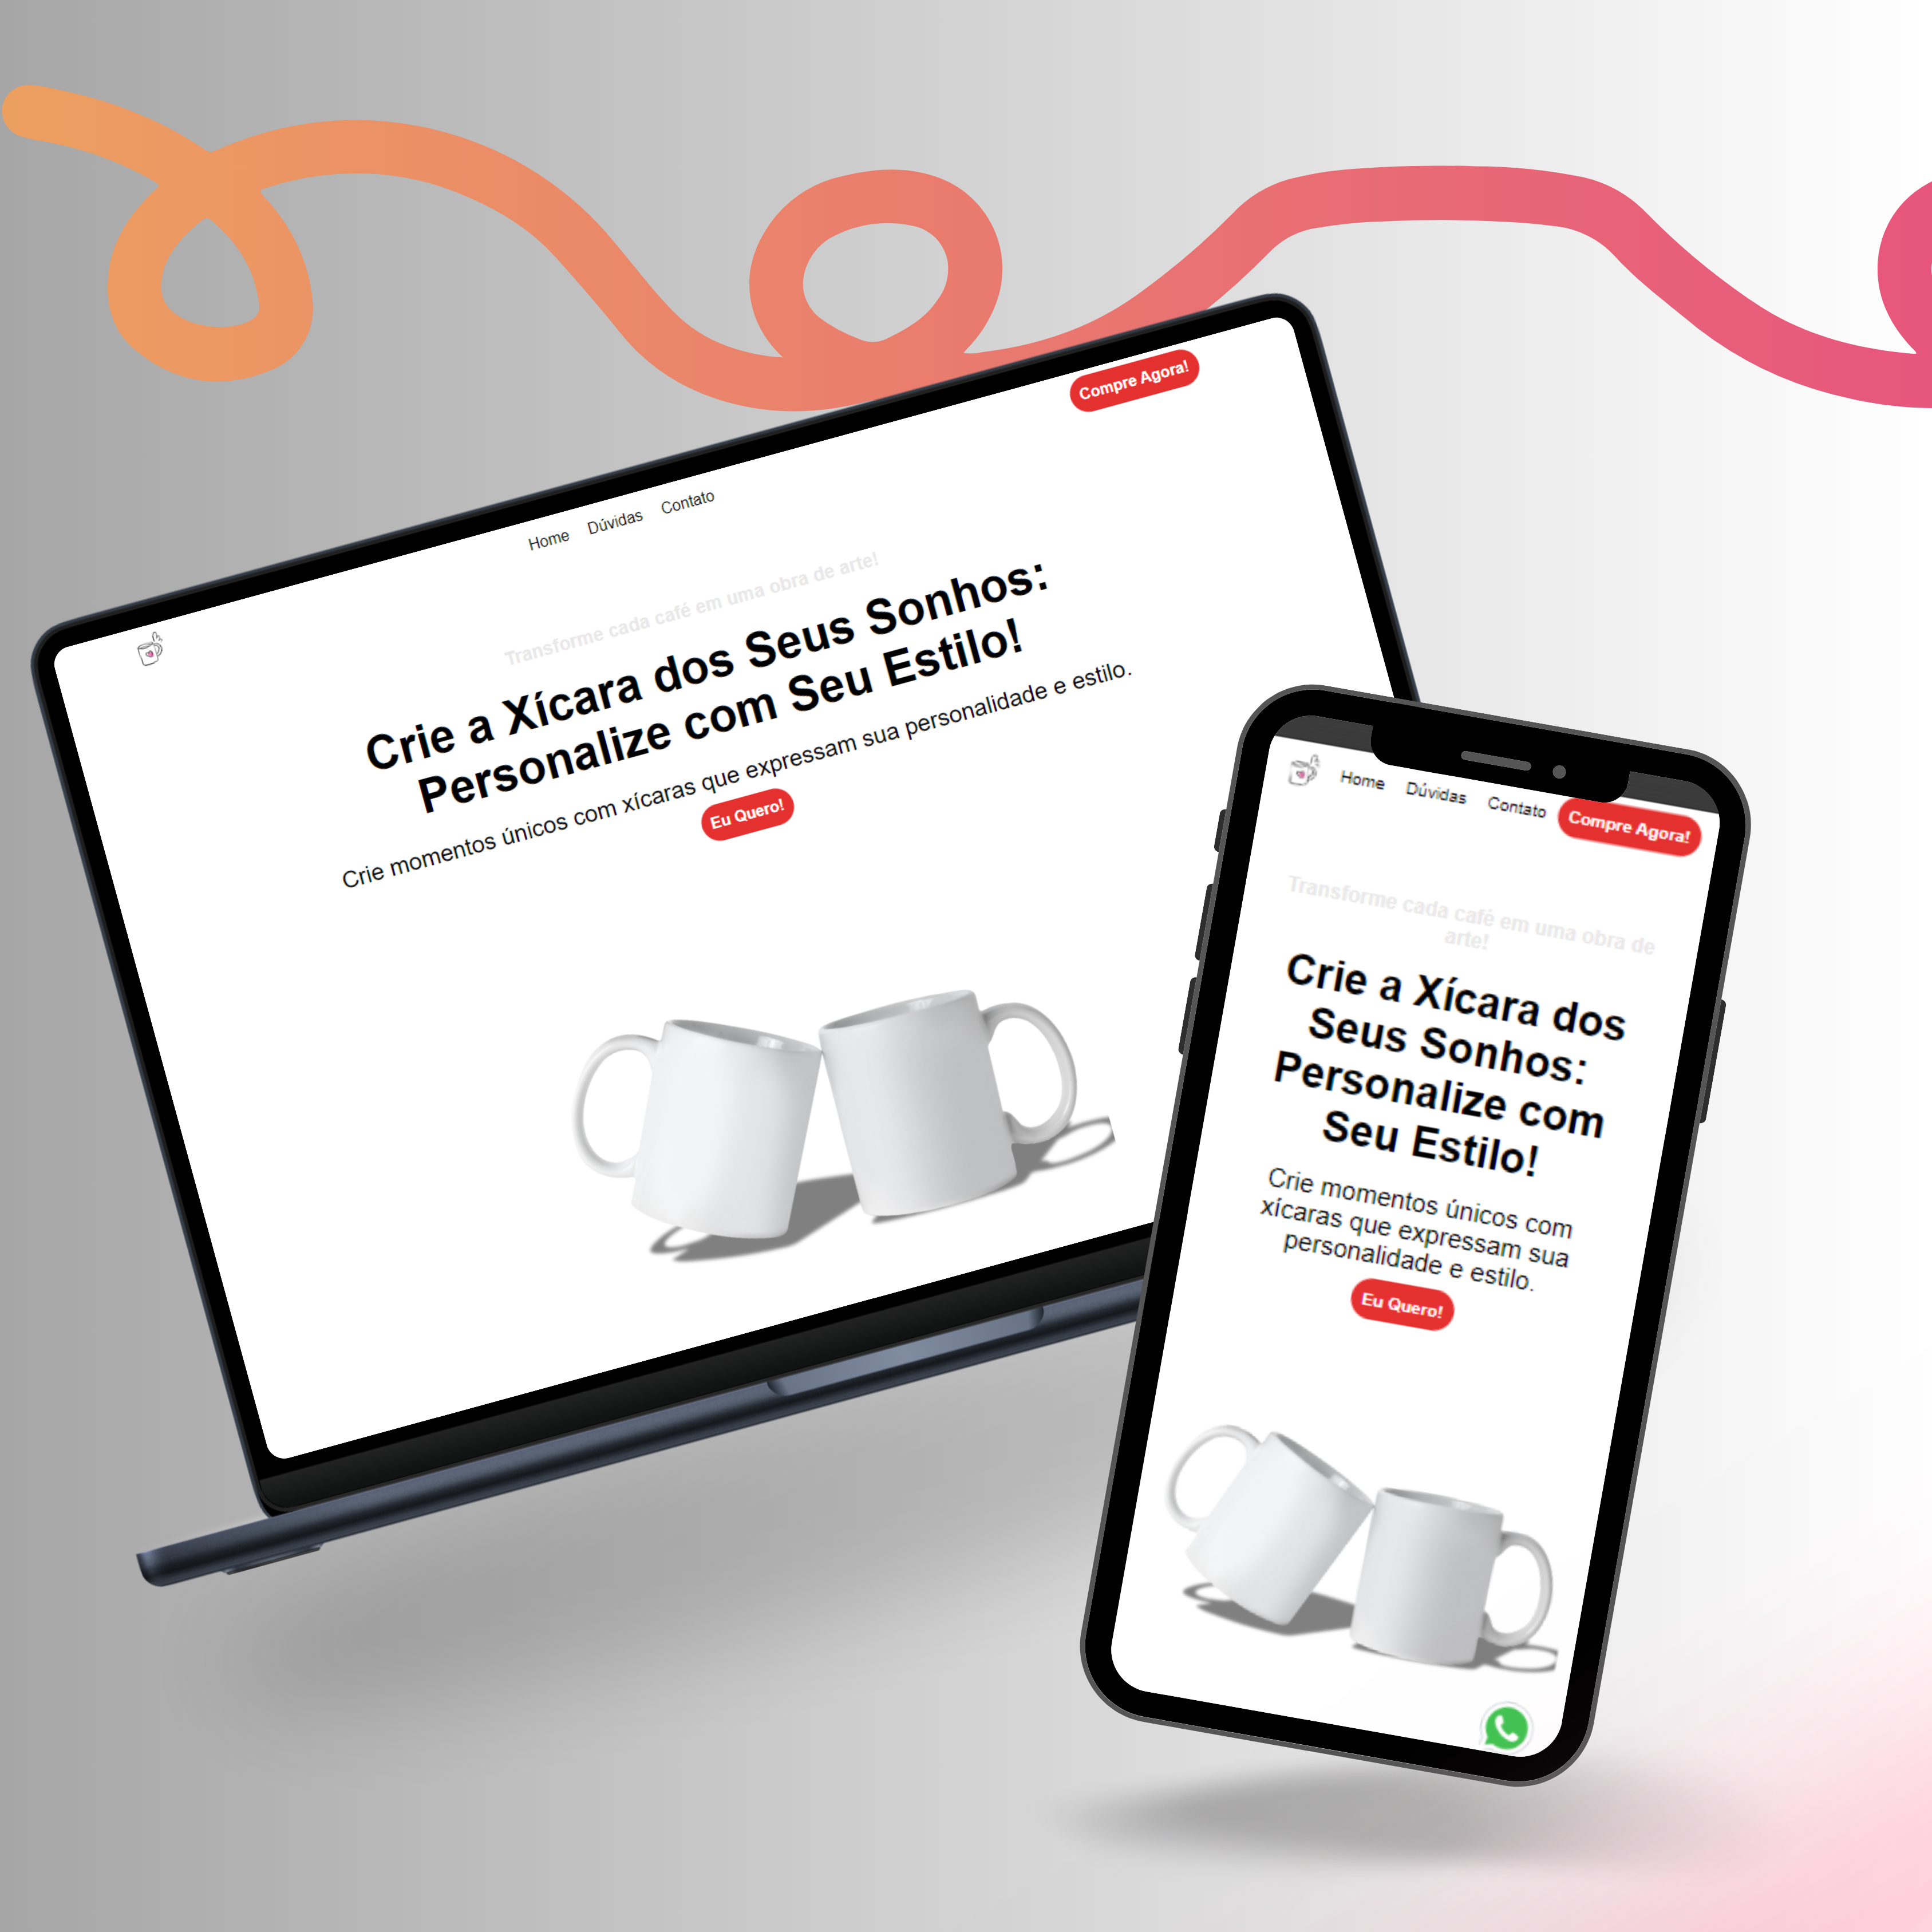 Compre Agora!
Home Dúvidas Contato
Transforme cada café em uma obra de arte!
Crie a Xícara dos Seus Sonhos:
Personalize com Seu Estilo!
Crie momentos únicos com xícaras que expressam sua personalidade e estilo.
Eu Quero!
Home Dúvidas Contato Compre Agora!
Transforme cada café em uma obra de
arte!
Crie a Xícara dos
Seus Sonhos:
Personalize com
Seu Estilo!
Crie momentos únicos com
xícaras que expressam sua
personalidade e estilo.
Eu Quero!